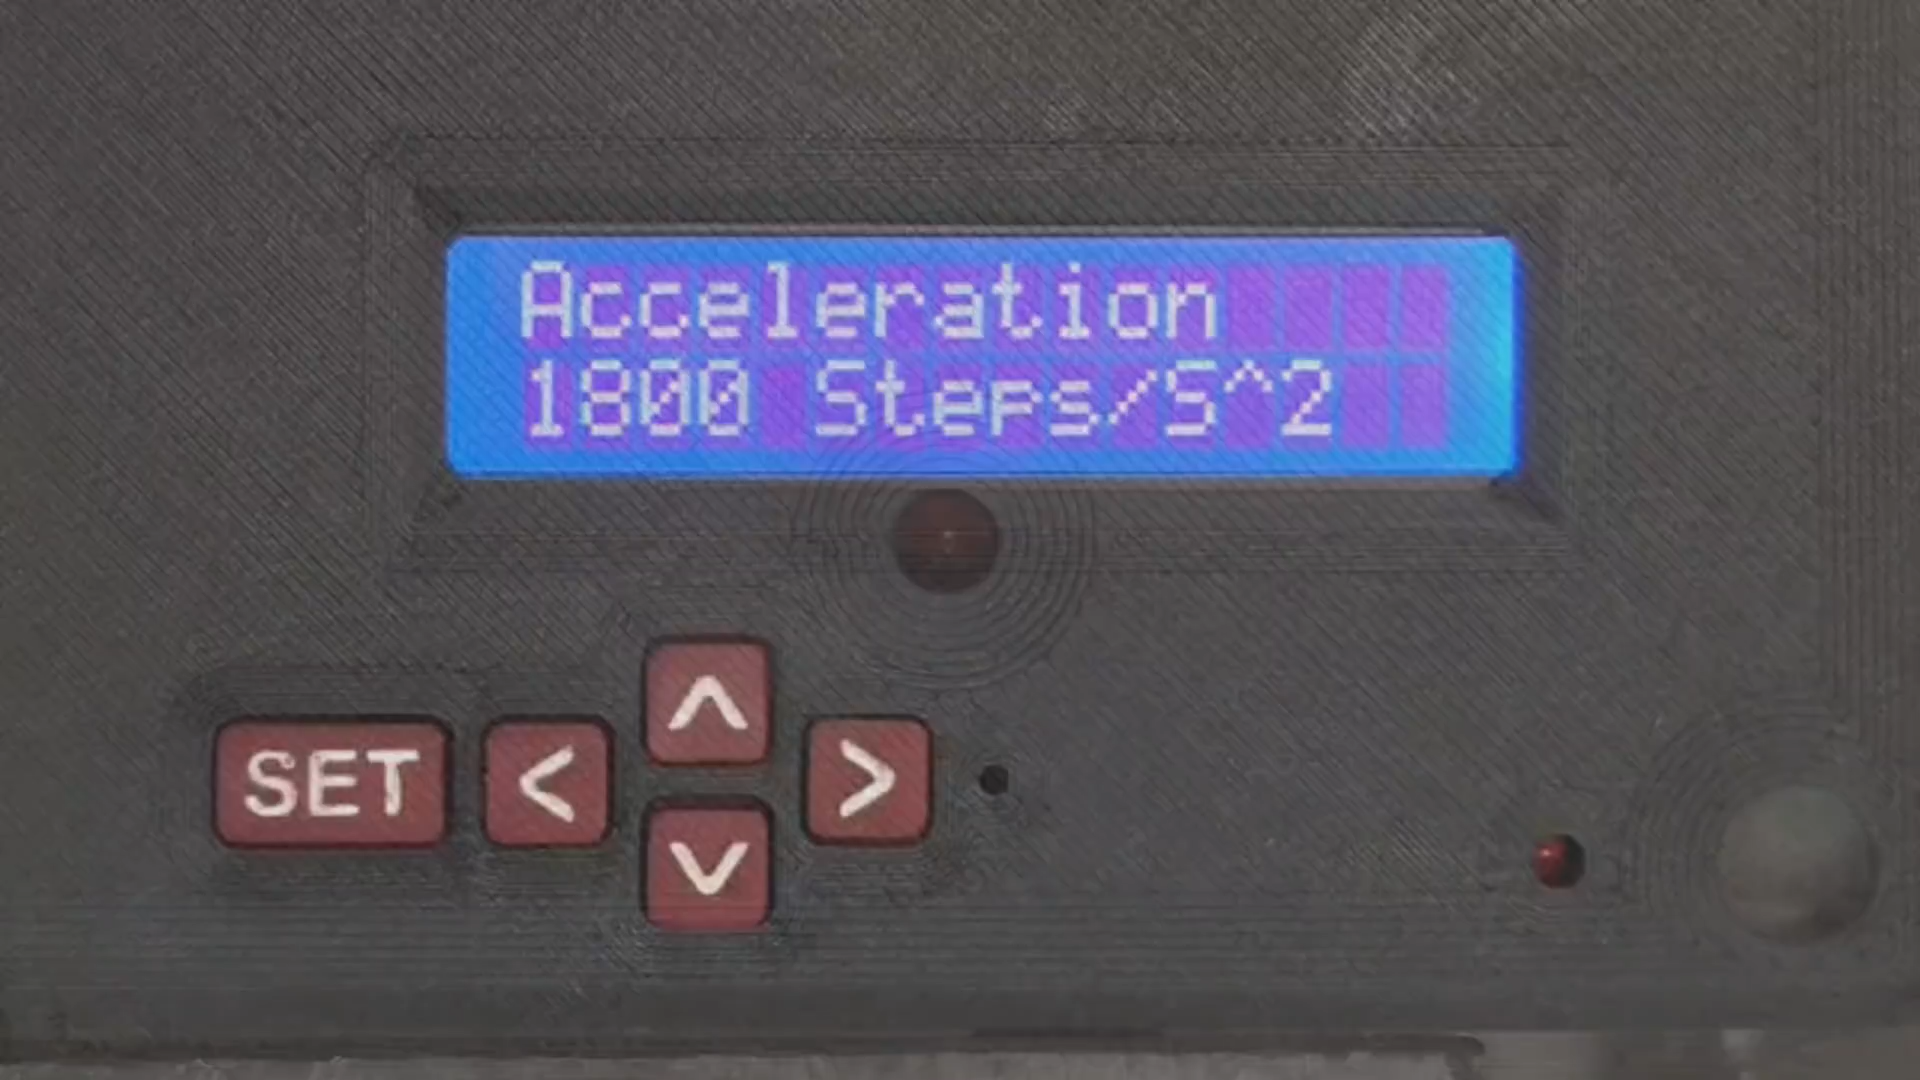 Acceleration
1800 Steps/S^2
^
SET < >
v